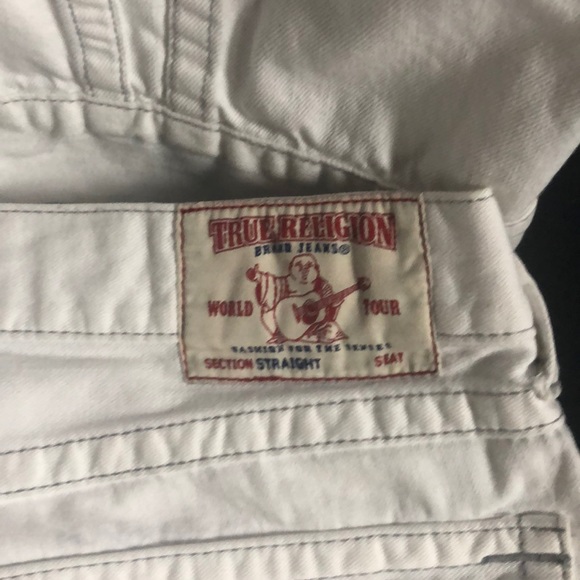 TRUE RELIGION
BRAND JEANS®
WORLD TOUR
FASHION FOR THE SENSES
SECTION STRAIGHT SEAT